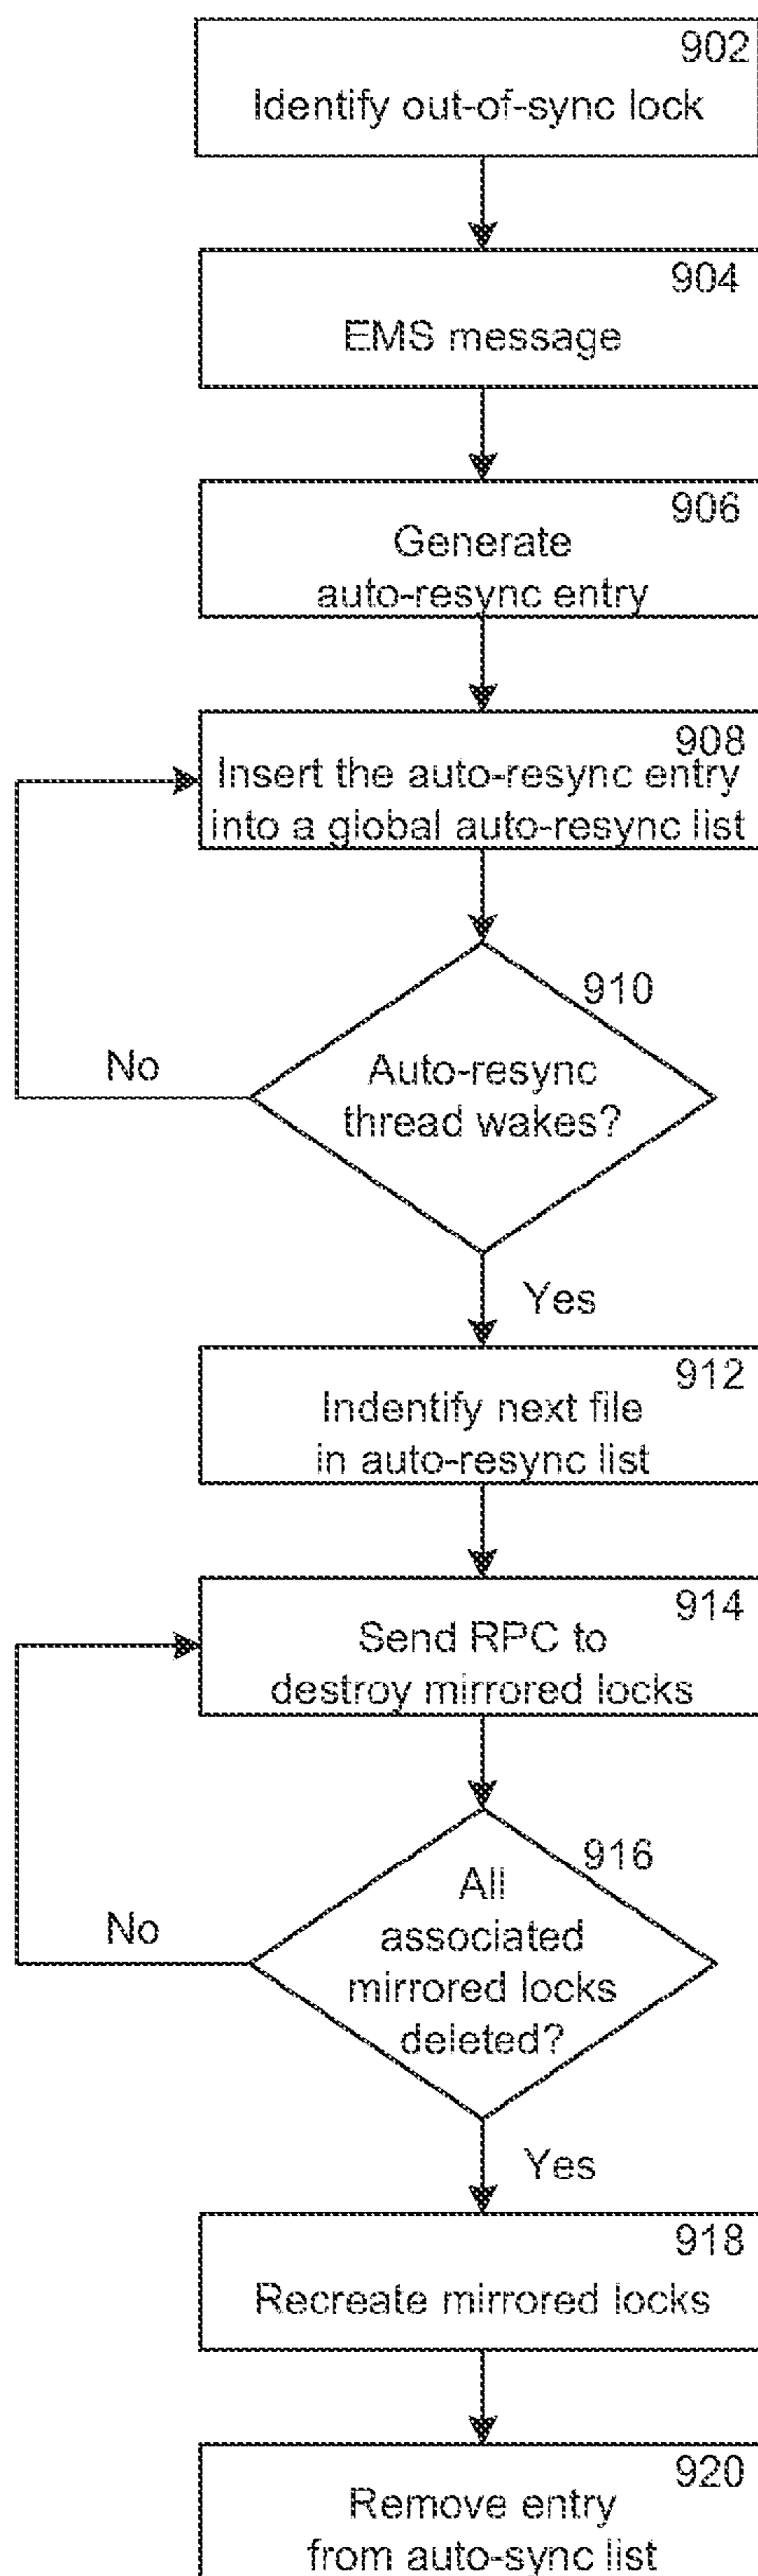 902
Identify out-of-sync lock
904
EMS message
906
Generate
auto-resync entry
908
Insert the auto-resync entry
into a global auto-resync list
910
Auto-resync
thread wakes?
No
Yes
912
Indentify next file
in auto-resync list
914
Send RPC to
destroy mirrored locks
916
All
associated
mirrored locks
deleted?
No
Yes
918
Recreate mirrored locks
920
Remove entry
from auto-sync list